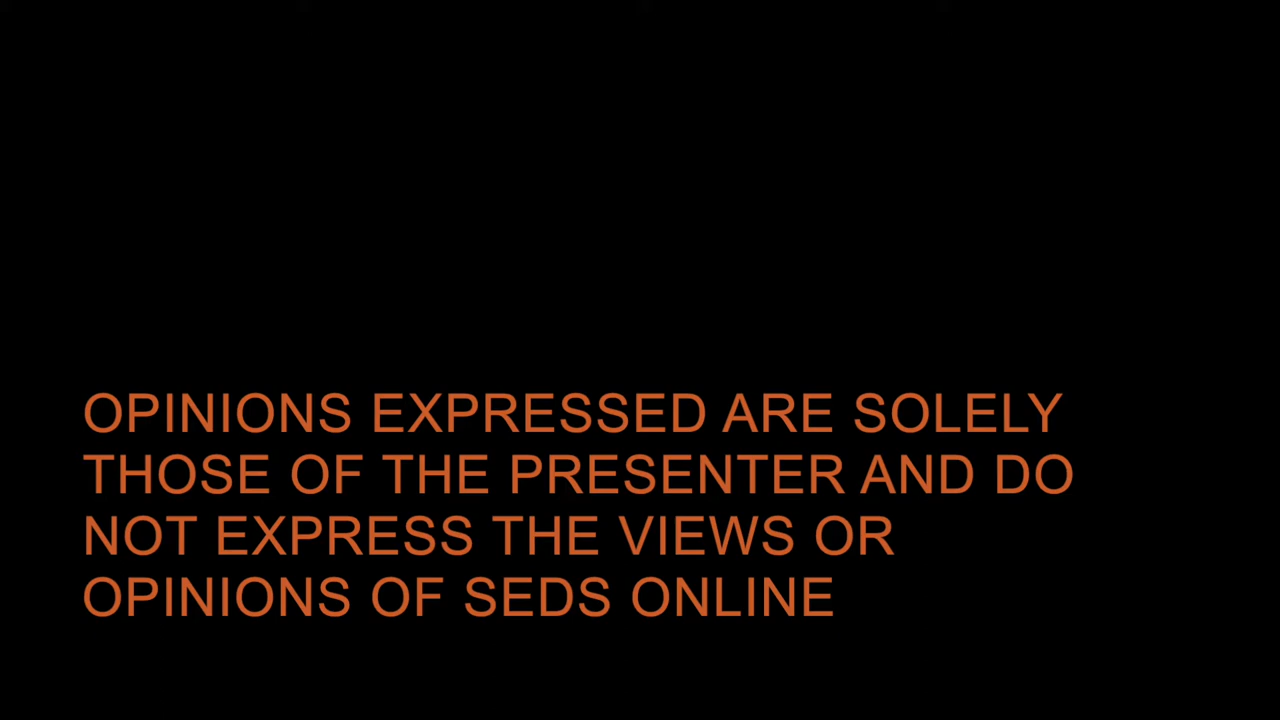 OPINIONS EXPRESSED ARE SOLELY
THOSE OF THE PRESENTER AND DO
NOT EXPRESS THE VIEWS OR
OPINIONS OF SEDS ONLINE